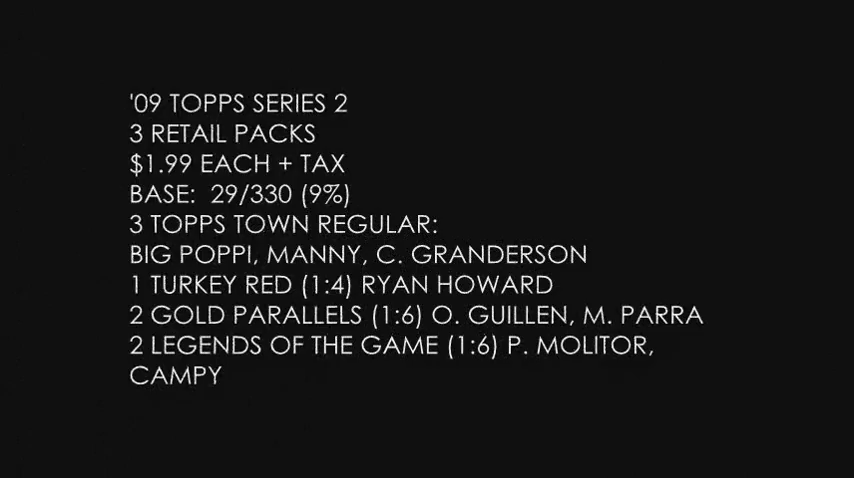 '09 TOPPS SERIES 2
3 RETAIL PACKS
$1.99 EACH + TAX
BASE:  29/330 (9%)
3 TOPPS TOWN REGULAR:
BIG POPPI, MANNY, C. GRANDERSON
1 TURKEY RED (1:4) RYAN HOWARD
2 GOLD PARALLELS (1:6) O. GUILLEN, M. PARRA
2 LEGENDS OF THE GAME (1:6) P. MOLITOR,
CAMPY